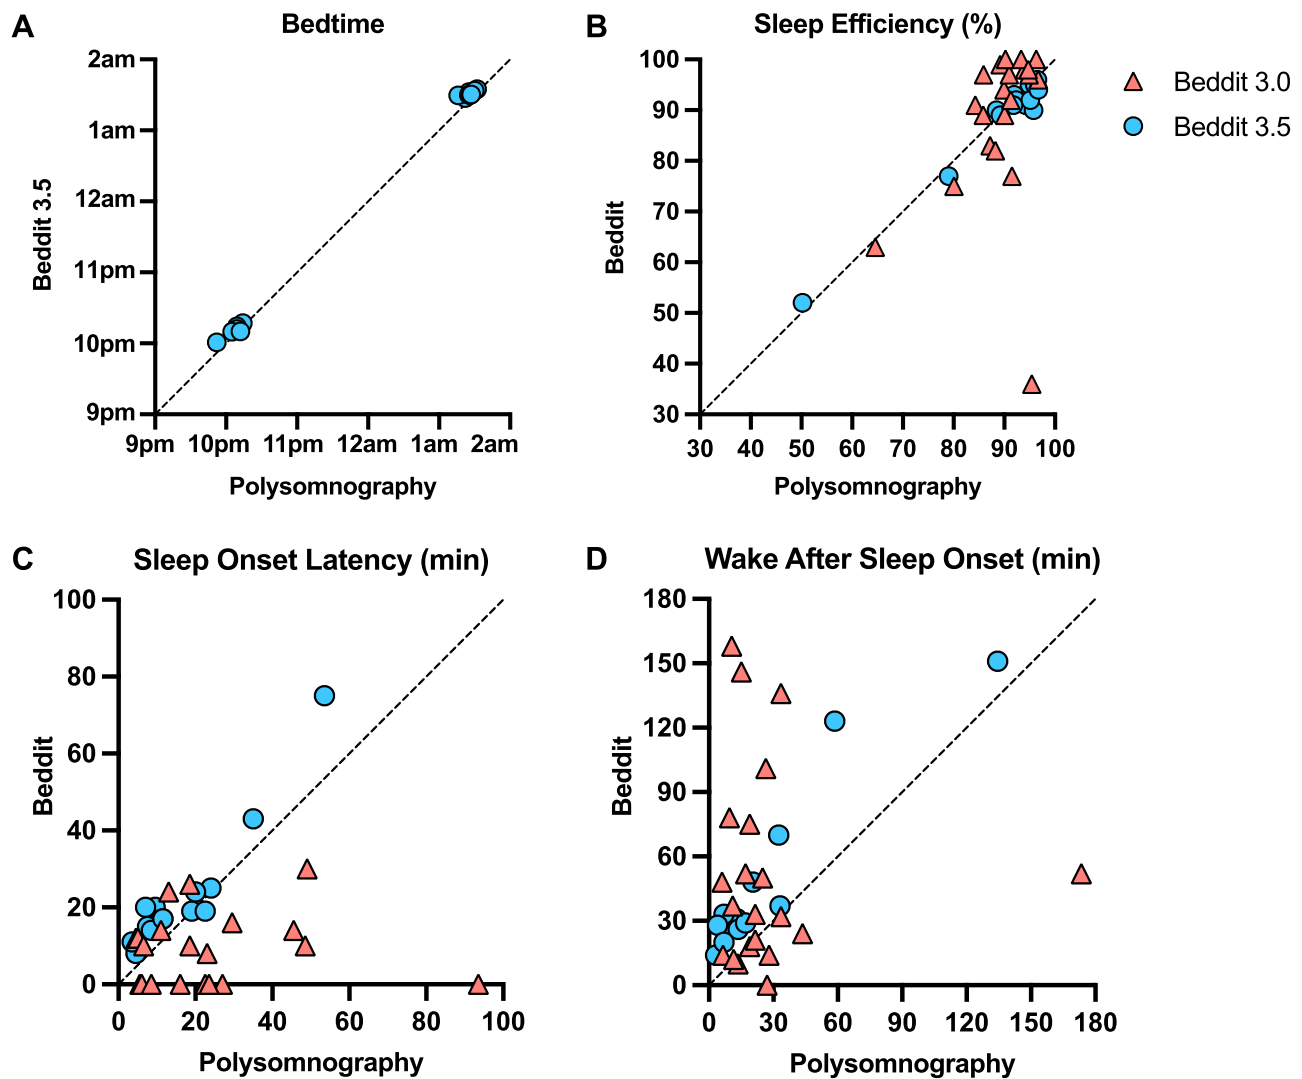 A
Bedtime
2am
1am
12am
11pm
10pm
9pm
Beddit 3.5
9pm 10pm 11pm 12am 1am 2am
Polysomnography
B
Sleep Efficiency (%)
100
90
80
70
60
50
40
30
Beddit
30 40 50 60 70 80 90 100
Polysomnography
Beddit 3.0
Beddit 3.5
C
Sleep Onset Latency (min)
100
80
60
40
20
0
Beddit
0 20 40 60 80 100
Polysomnography
D
Wake After Sleep Onset (min)
180
150
120
90
60
30
0
Beddit
0 30 60 90 120 150 180
Polysomnography